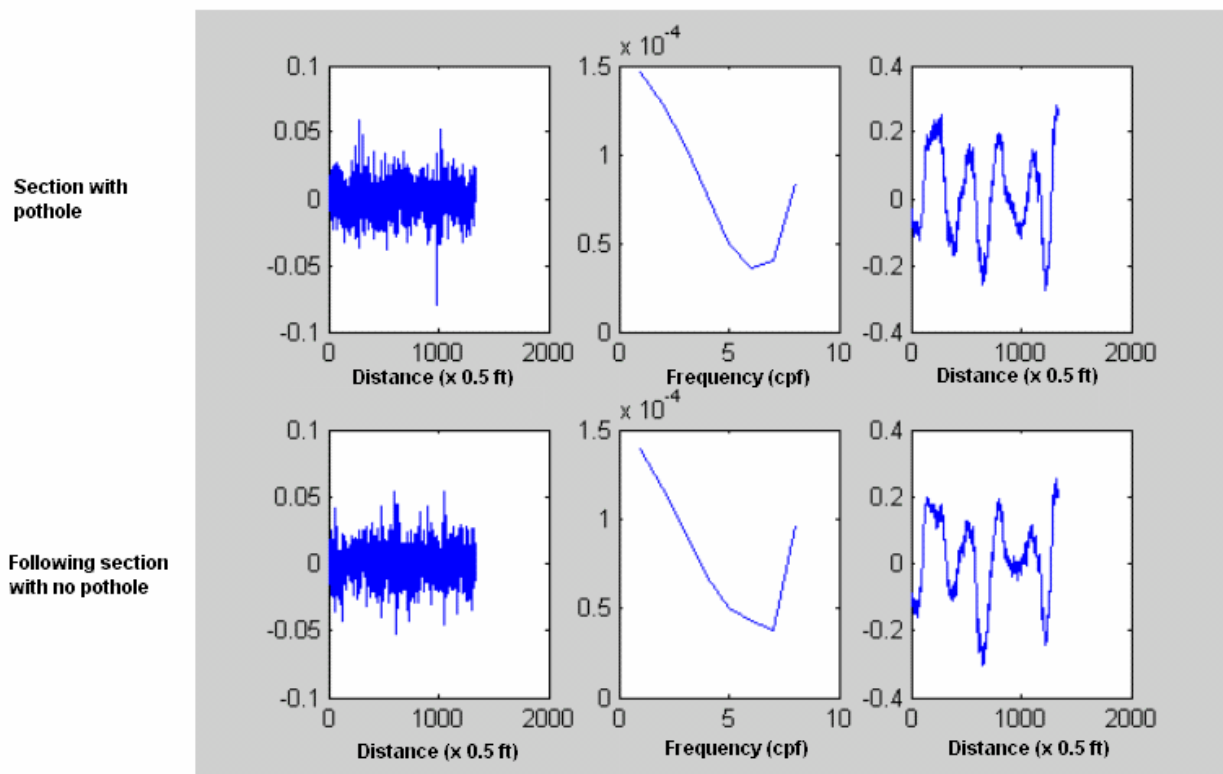 Section with
pothole
0.1
0.05
0
-0.05
-0.1
0 1000 2000
Distance (x 0.5 ft)
x 10-4
1.5
1
0.5
0
0 5 10
Frequency (cpf)
0.4
0.2
0
-0.2
-0.4
0 1000 2000
Distance (x 0.5 ft)
Following section
with no pothole
0.1
0.05
0
-0.05
-0.1
0 1000 2000
Distance (x 0.5 ft)
x 10-4
1.5
1
0.5
0
0 5 10
Frequency (cpf)
0.4
0.2
0
-0.2
-0.4
0 1000 2000
Distance (x 0.5 ft)